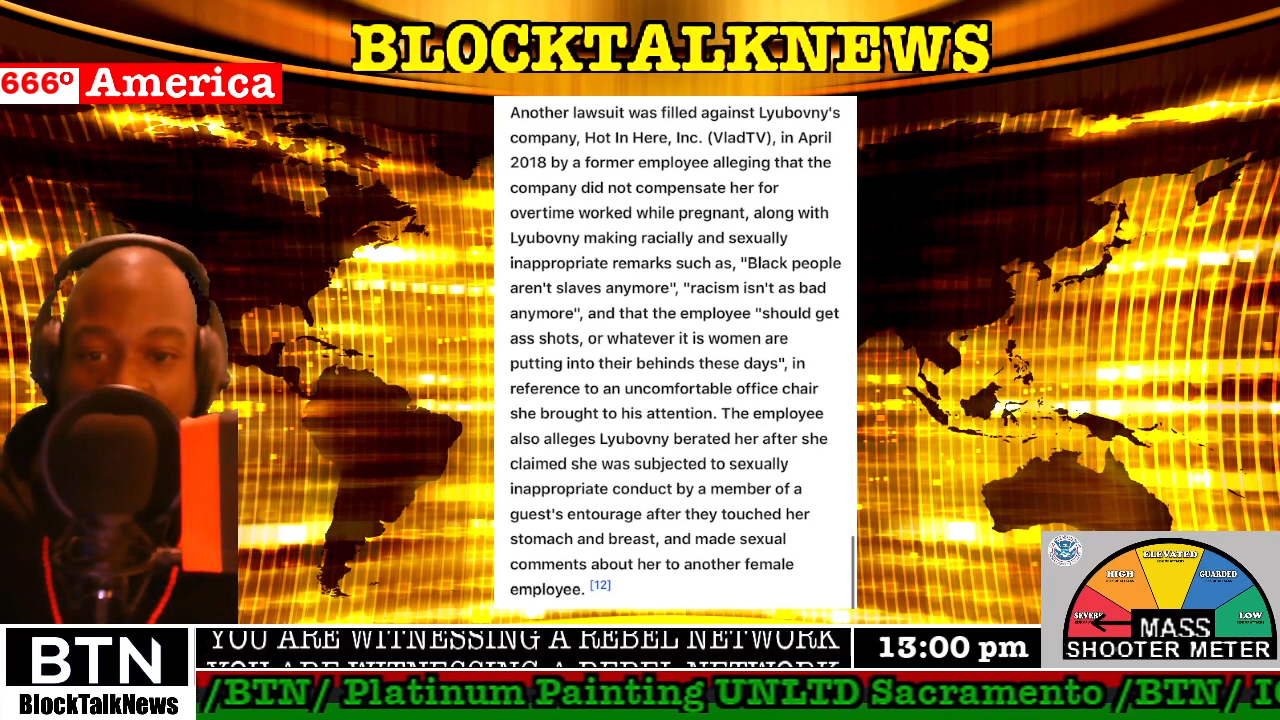 BLOCKTALKNEWS
666º America
Another lawsuit was filled against Lyubovny's
company, Hot In Here, Inc. (VladTV), in April
2018 by a former employee alleging that the
company did not compensate her for
overtime worked while pregnant, along with
Lyubovny making racially and sexually
inappropriate remarks such as, "Black people
aren't slaves anymore", "racism isn't as bad
anymore", and that the employee "should get
ass shots, or whatever it is women are
putting into their behinds these days", in
reference to an uncomfortable office chair
she brought to his attention. The employee
also alleges Lyubovny berated her after she
claimed she was subjected to sexually
inappropriate conduct by a member of a
guest's entourage after they touched her
stomach and breast, and made sexual
comments about her to another female
employee. [12]
ELEVATED
HIGH
GUARDED
SEVERE
LOW
MASS
SHOOTER METER
BTN
BlockTalkNews
YOU ARE WITNESSING A REBEL NETWORK
YOU ARE WITNESSING A REBEL NETWORK
13:00 pm
/BTN/ Platinum Painting UNLTD Sacramento /BTN/